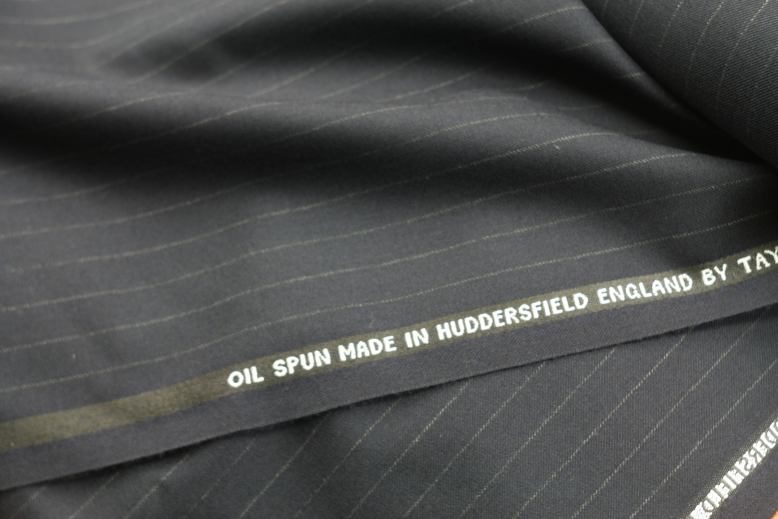 OIL SPUN MADE IN HUDDERSFIELD ENGLAND BY TAY